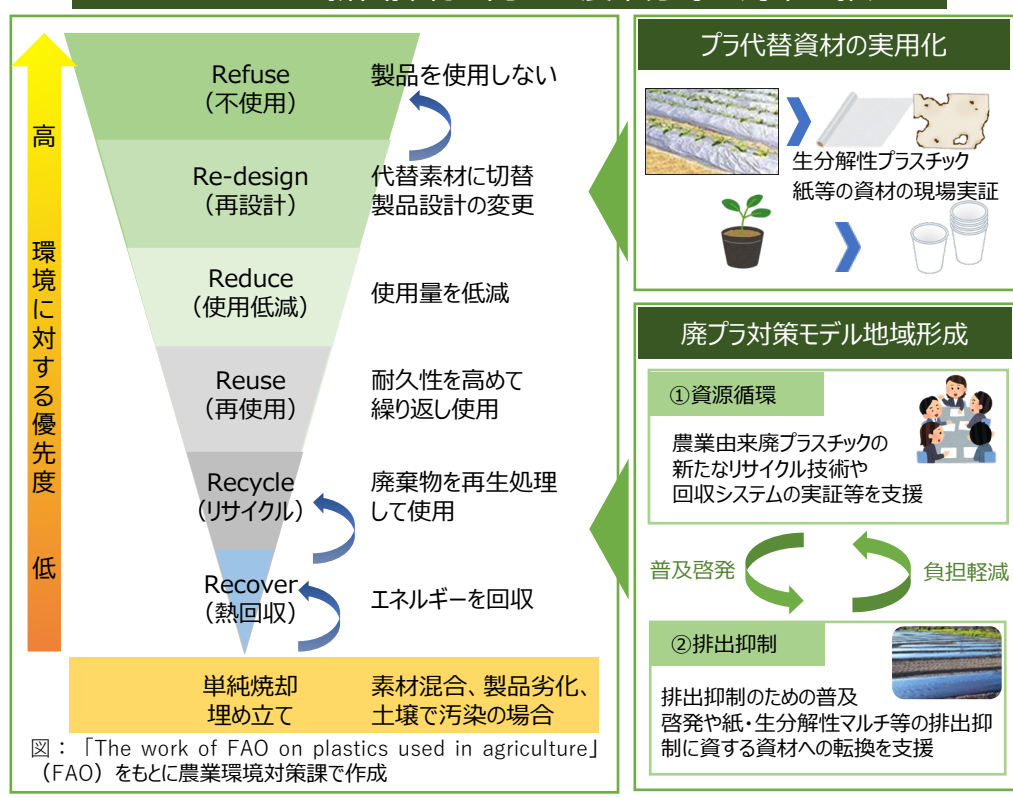 高
環境に対する優先度
低
Refuse
（不使用）
製品を使用しない
Re-design
（再設計）
代替素材に切替
製品設計の変更
Reduce
（使用低減）
使用量を低減
Reuse
（再使用）
耐久性を高めて
繰り返し使用
Recycle
（リサイクル）
廃棄物を再生処理
して使用
Recover
（熱回収）
エネルギーを回収
単純焼却
埋め立て
素材混合、製品劣化、
土壌で汚染の場合
図：「The work of FAO on plastics used in agriculture」
（FAO）をもとに農業環境対策課で作成
プラ代替資材の実用化
生分解性プラスチック
紙等の資材の現場実証
廃プラ対策モデル地域形成
①資源循環
農業由来廃プラスチックの
新たなリサイクル技術や
回収システムの実証等を支援
普及啓発
負担軽減
②排出抑制
排出抑制のための普及
啓発や紙・生分解性マルチ等の排出抑
制に資する資材への転換を支援